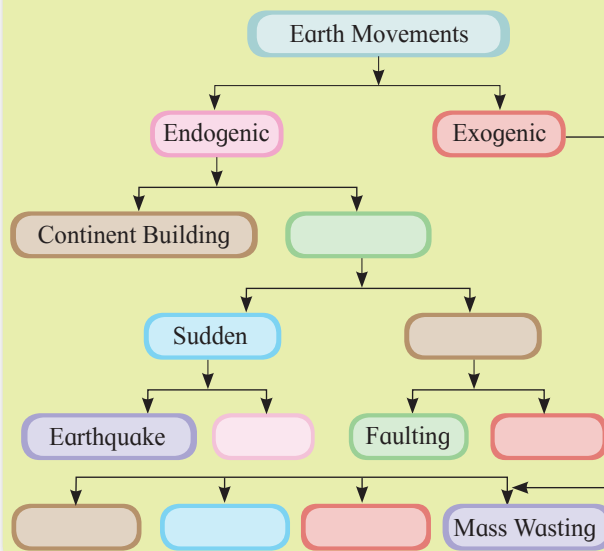 Earth Movements
Endogenic
Exogenic
Continent Building
Sudden
Earthquake
Faulting
Mass Wasting